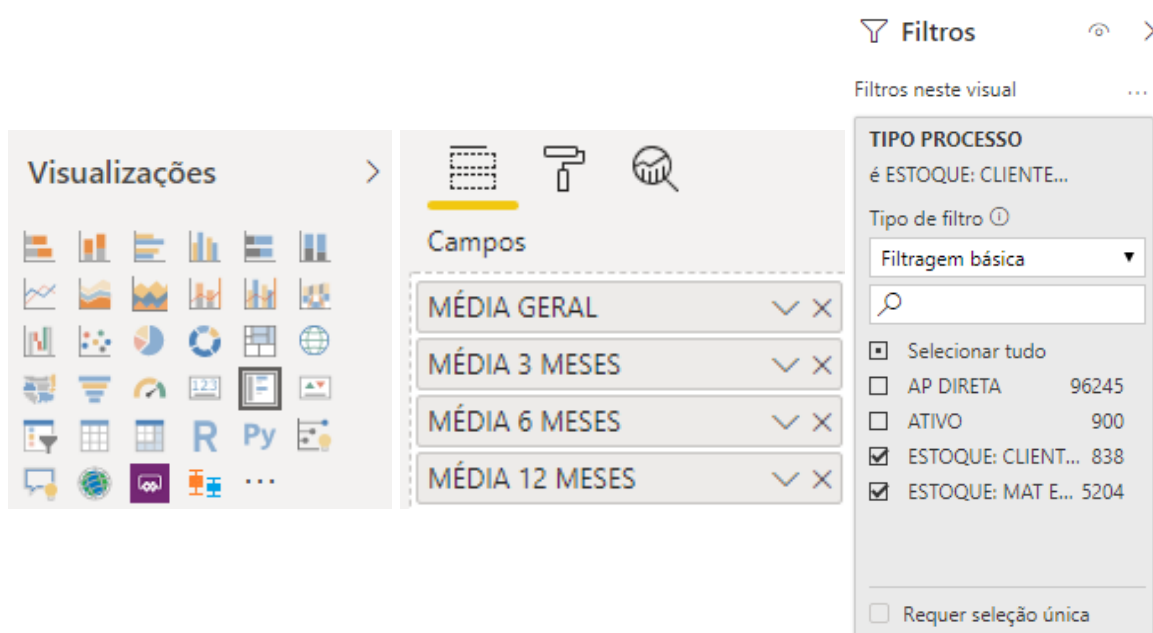 Visualizações
123
R
Py
Campos
MÉDIA GERAL
MÉDIA 3 MESES
MÉDIA 6 MESES
MÉDIA 12 MESES
Filtros
Filtros neste visual
TIPO PROCESSO
é ESTOQUE: CLIENTE...
Tipo de filtro
Filtragem básica
Selecionar tudo
AP DIRETA 96245
ATIVO 900
ESTOQUE: CLIENT... 838
ESTOQUE: MAT E... 5204
Requer seleção única